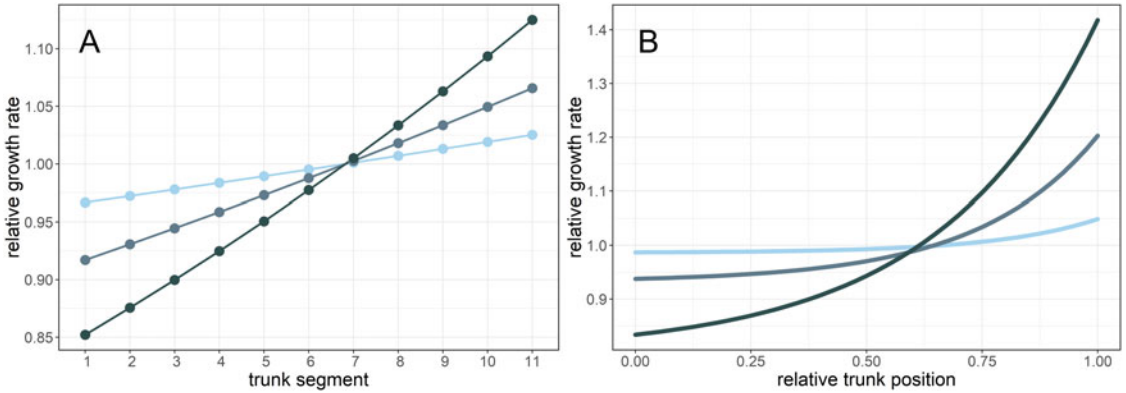 A
relative growth rate
1.10
1.05
1.00
0.95
0.90
0.85
1 2 3 4 5 6 7 8 9 10 11
trunk segment
B
relative growth rate
1.4
1.3
1.2
1.1
1.0
0.9
0.00 0.25 0.50 0.75 1.00
relative trunk position